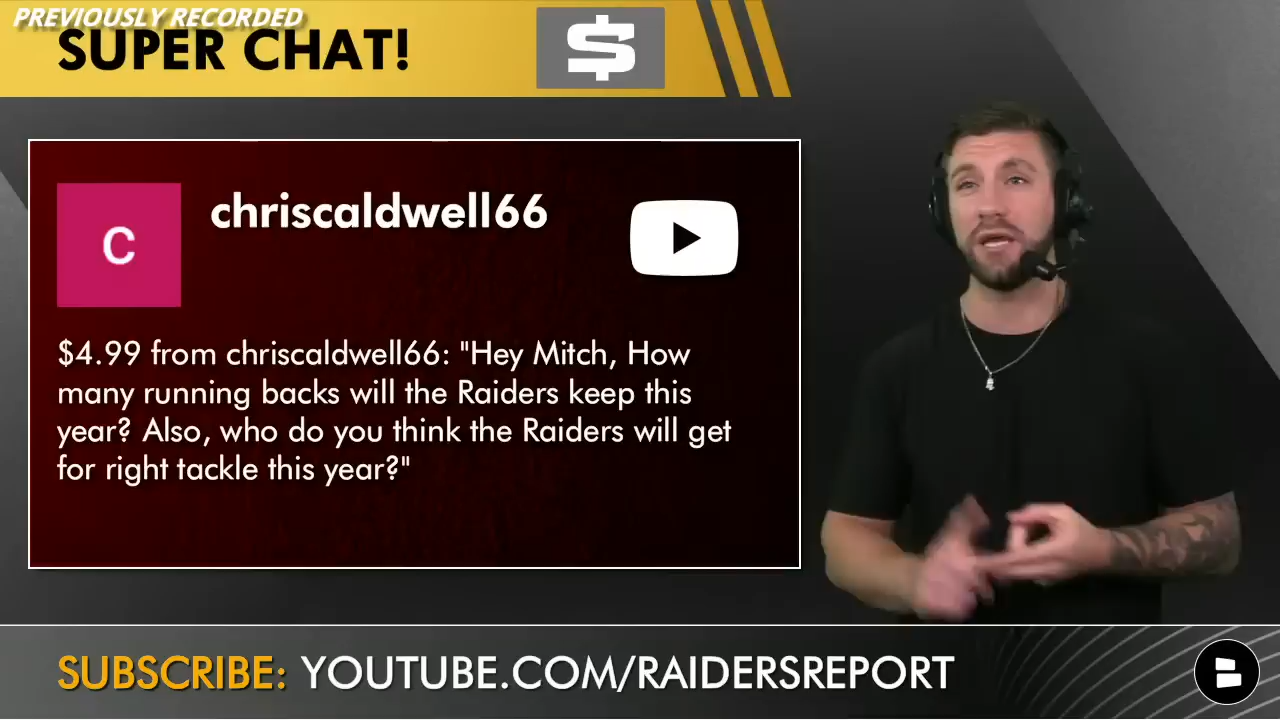 PREVIOUSLY RECORDED
SUPER CHAT!
$
C
chriscaldwell66
$4.99 from chriscaldwell66: "Hey Mitch, How
many running backs will the Raiders keep this
year? Also, who do you think the Raiders will get
for right tackle this year?"
SUBSCRIBE: YOUTUBE.COM/RAIDERSREPORT